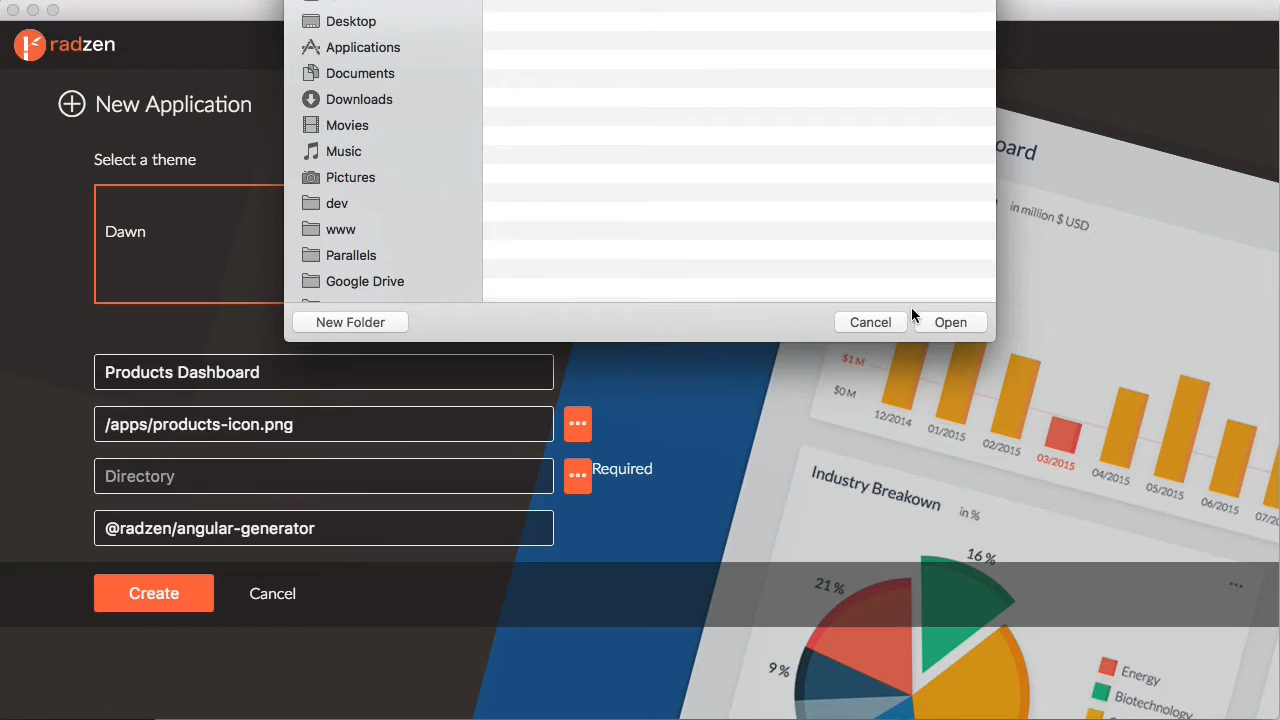 radzen
New Application
Select a theme
Dawn
Desktop
Applications
Documents
Downloads
Movies
Music
Pictures
dev
www
Parallels
Google Drive
New Folder
Cancel
Open
Products Dashboard
/apps/products-icon.png
•••
Directory
•••
Required
@radzen/angular-generator
Create
Cancel
oard
in million $ USD
$1 M
$0 M
12/2014
01/2015
02/2015
03/2015
04/2015
05/2015
06/2015
07/20
Industry Breakown in %
•••
16 %
21 %
9 %
Energy
Biotechnology